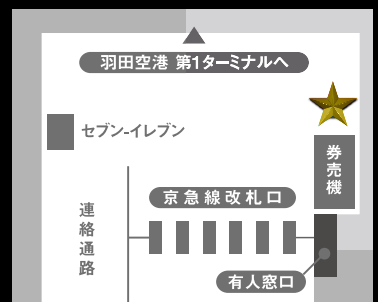 羽田空港 第1ターミナルへ
セブン-イレブン
券売機
京急線改札口
連絡通路
有人窓口